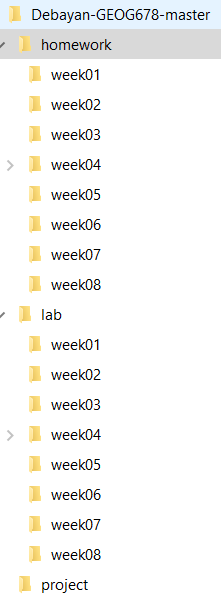 Debayan-GEOG678-master
homework
week01
week02
week03
week04
week05
week06
week07
week08
lab
week01
week02
week03
week04
week05
week06
week07
week08
project